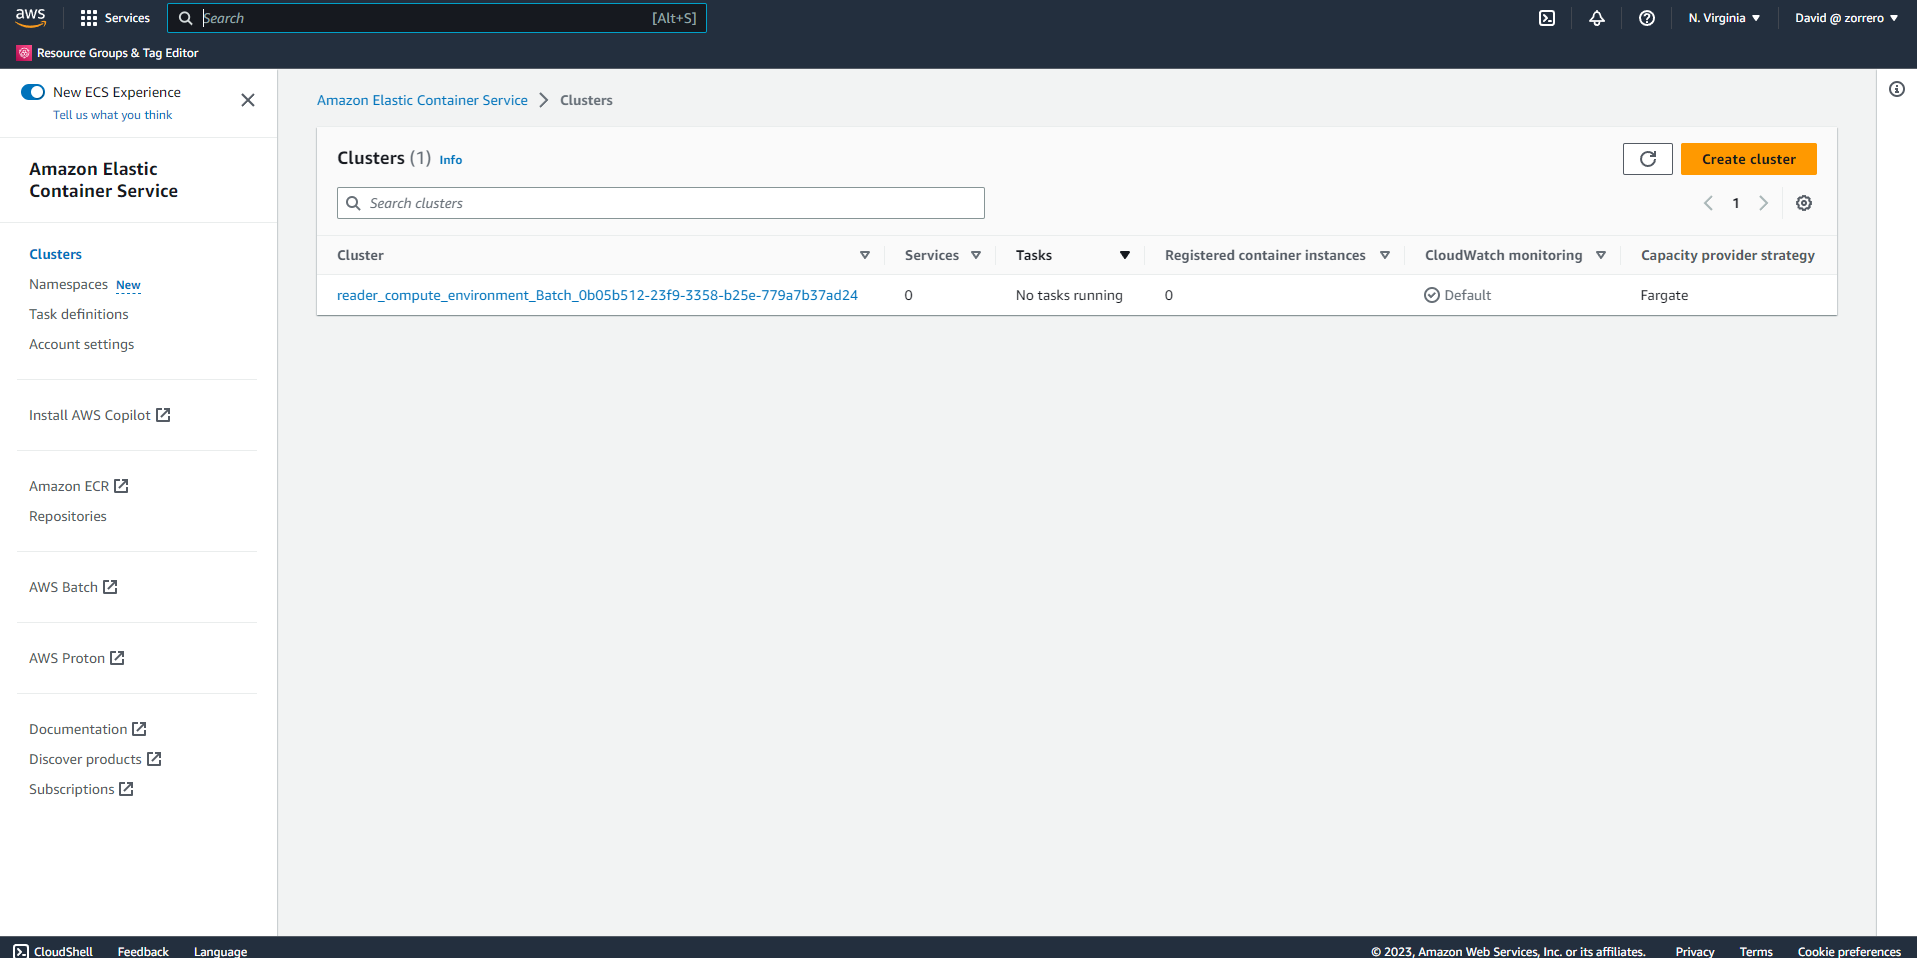 aws
Services
Search [Alt+S]
N. Virginia
David @ zorrero
Resource Groups & Tag Editor
New ECS Experience
Tell us what you think
Amazon Elastic
Container Service
Clusters
Namespaces New
Task definitions
Account settings
Install AWS Copilot
Amazon ECR
Repositories
AWS Batch
AWS Proton
Documentation
Discover products
Subscriptions
Amazon Elastic Container Service > Clusters
Clusters (1) Info
Create cluster
Search clusters
1
Cluster Services Tasks Registered container instances CloudWatch monitoring Capacity provider strategy
reader_compute_environment_Batch_0b05b512-23f9-3358-b25e-779a7b37ad24 0 No tasks running 0 Default Fargate
CloudShell Feedback Language
© 2023, Amazon Web Services, Inc. or its affiliates. Privacy Terms Cookie preferences